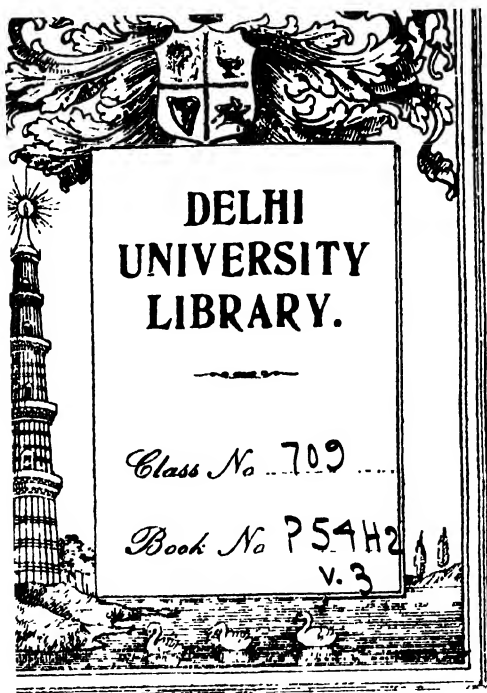 DELHI
UNIVERSITY
LIBRARY.
Class No 709
Book No P54H2
v.3